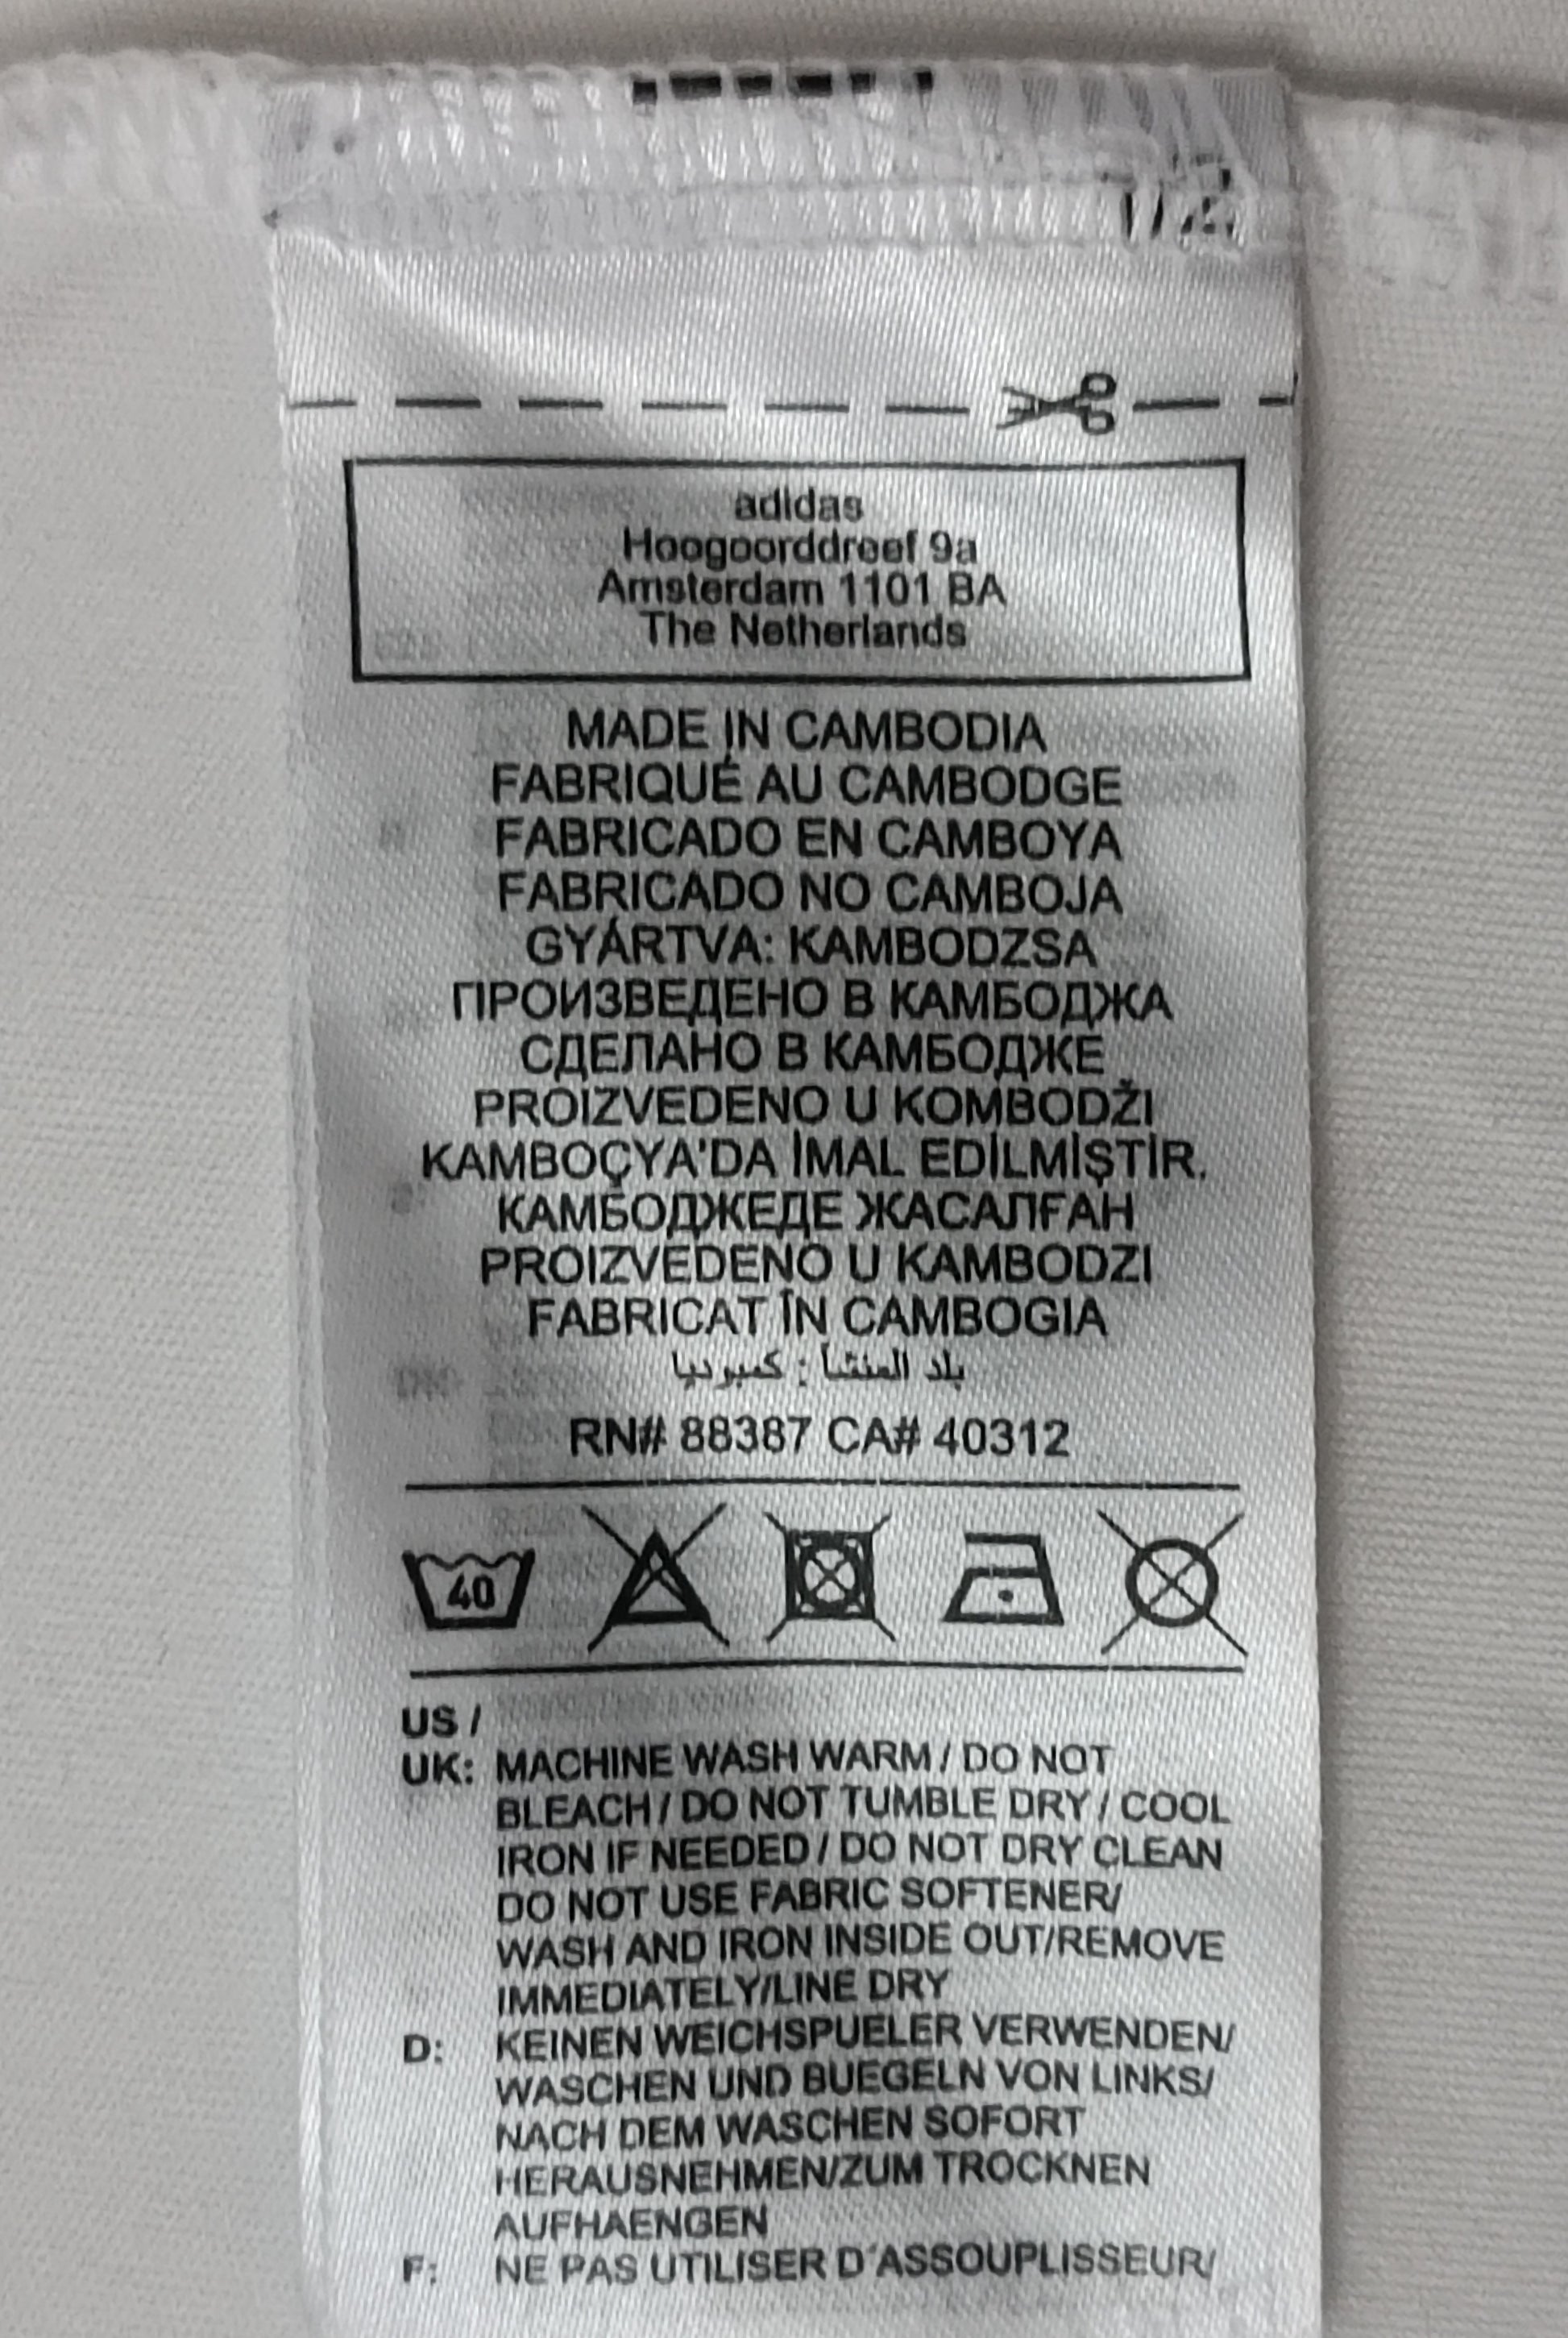 1/2
adidas
Hoogoorddreef 9a
Amsterdam 1101 BA
The Netherlands
MADE IN CAMBODIA
FABRIQUÉ AU CAMBODGE
FABRICADO EN CAMBOYA
FABRICADO NO CAMBOJA
GYÁRTVA: KAMBODZSA
ПРОИЗВЕДЕНО В КАМБОДЖА
СДЕЛАНО В КАМБОДЖЕ
PROIZVEDENO U KOMBODŽI
KAMBOÇYA'DA İMAL EDİLMİŞTİR.
КАМБОДЖЕДЕ ЖАСАЛҒАН
PROIZVEDENO U KAMBODZI
FABRICAT ÎN CAMBOGIA
بلد المنشأ : كمبوديا
RN# 88387 CA# 40312
40
US /
UK: MACHINE WASH WARM / DO NOT
BLEACH / DO NOT TUMBLE DRY / COOL
IRON IF NEEDED / DO NOT DRY CLEAN
DO NOT USE FABRIC SOFTENER/
WASH AND IRON INSIDE OUT/REMOVE
IMMEDIATELY/LINE DRY
D: KEINEN WEICHSPUELER VERWENDEN/
WASCHEN UND BUEGELN VON LINKS/
NACH DEM WASCHEN SOFORT
HERAUSNEHMEN/ZUM TROCKNEN
AUFHAENGEN
F: NE PAS UTILISER D'ASSOUPLISSEUR/